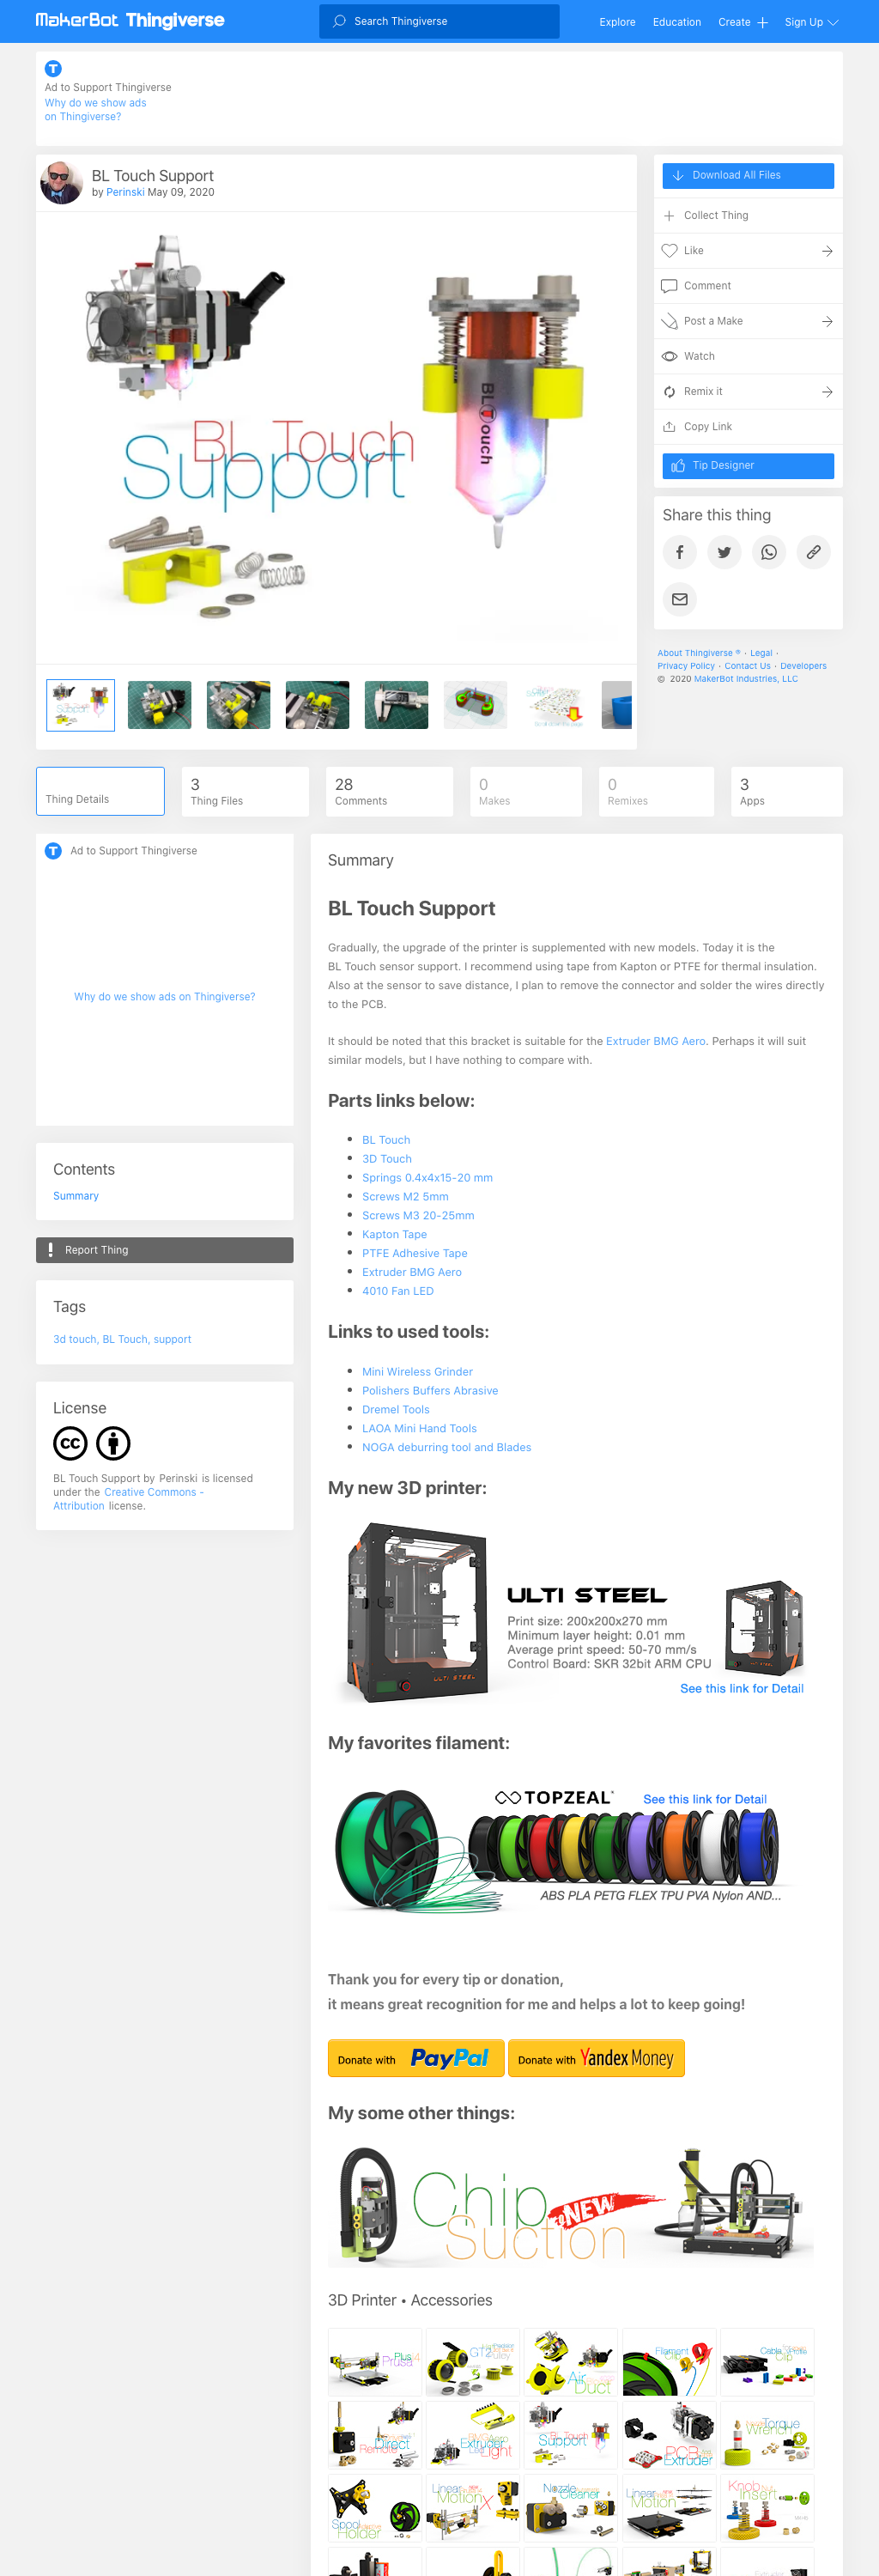 MakerBot Thingiverse
Search Thingiverse
Explore
Education
Create
Sign Up
Ad to Support Thingiverse
Why do we show ads
on Thingiverse?
BL Touch Support
by Perinski May 09, 2020
BL Touch
Support
BLTouch
Download All Files
Collect Thing
Like
Comment
Post a Make
Watch
Remix it
Copy Link
Tip Designer
Share this thing
About Thingiverse ® · Legal ·
Privacy Policy · Contact Us · Developers
© 2020 MakerBot Industries, LLC
Thing Details
3
Thing Files
28
Comments
0
Makes
0
Remixes
3
Apps
Ad to Support Thingiverse
Why do we show ads on Thingiverse?
Contents
Summary
Report Thing
Tags
3d touch, BL Touch, support
License
cc
BL Touch Support by Perinski is licensed
under the Creative Commons -
Attribution license.
Summary
BL Touch Support
Gradually, the upgrade of the printer is supplemented with new models. Today it is the
BL Touch sensor support. I recommend using tape from Kapton or PTFE for thermal insulation.
Also at the sensor to save distance, I plan to remove the connector and solder the wires directly
to the PCB.
It should be noted that this bracket is suitable for the Extruder BMG Aero. Perhaps it will suit
similar models, but I have nothing to compare with.
Parts links below:
BL Touch
3D Touch
Springs 0.4x4x15-20 mm
Screws M2 5mm
Screws M3 20-25mm
Kapton Tape
PTFE Adhesive Tape
Extruder BMG Aero
4010 Fan LED
Links to used tools:
Mini Wireless Grinder
Polishers Buffers Abrasive
Dremel Tools
LAOA Mini Hand Tools
NOGA deburring tool and Blades
My new 3D printer:
ULTI STEEL
ULTI STEEL
Print size: 200x200x270 mm
Minimum layer height: 0.01 mm
Average print speed: 50-70 mm/s
Control Board: SKR 32bit ARM CPU
See this link for Detail
My favorites filament:
TOPZEAL
See this link for Detail
ABS PLA PETG FLEX TPU PVA Nylon AND...
Thank you for every tip or donation,
it means great recognition for me and helps a lot to keep going!
Donate with PayPal
Donate with Yandex Money
My some other things:
Chip
Suction
NEW
3D Printer • Accessories
Plus
Prusa
GT2
Pulley
Air
Duct
Filament
Clip
Cable
Clip
Direct
Remote
Extruder
Light
BL Touch
Support
PCB
Extruder
Torque
Wrench
Spool
Holder
Linear
Motion X
Nozzle
Cleaner
Linear
Motion
Knob
Insert